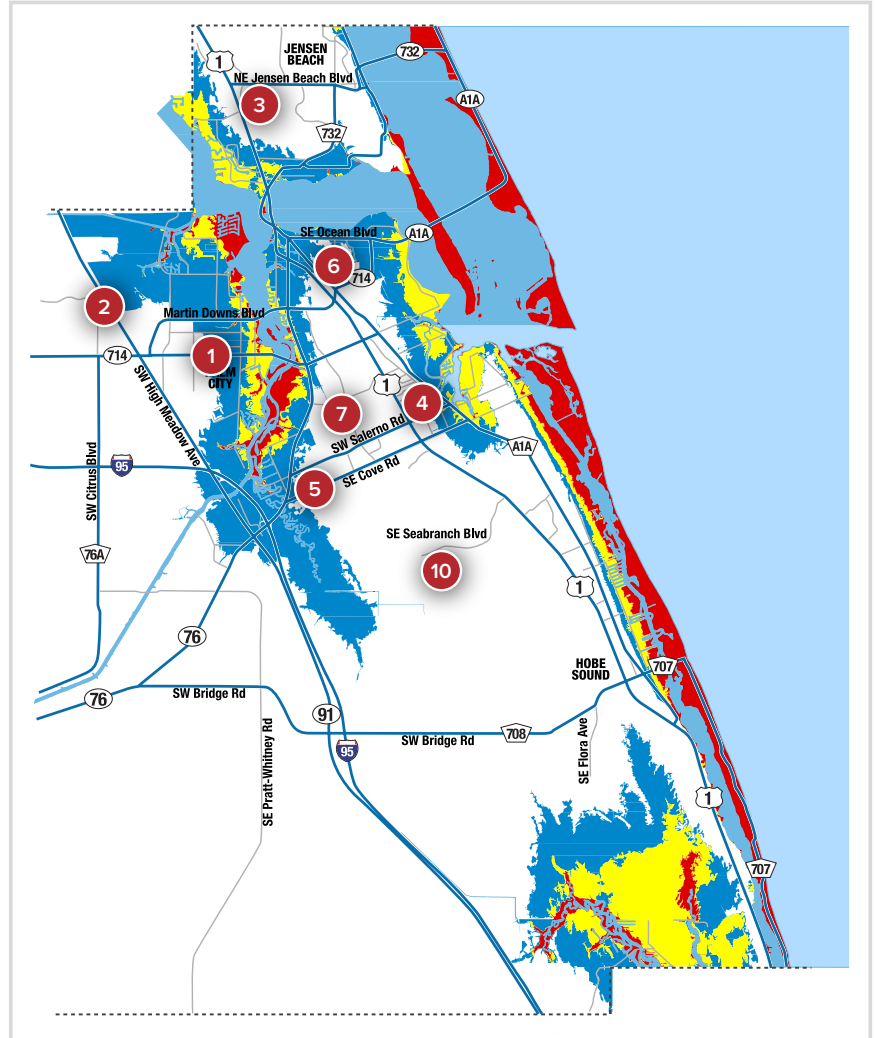 JENSEN
BEACH
732
1
NE Jensen Beach Blvd
A1A
3
732
SE Ocean Blvd
A1A
6
714
2
Martin Downs Blvd
714
1
CITY
SW High Meadow Ave
1
4
7
SW Salerno Rd
A1A
SE Cove Rd
95
SW Citrus Blvd
5
SE Seabranch Blvd
76A
10
1
76
HOBE
SOUND
707
76
SW Bridge Rd
91
708
SW Bridge Rd
95
SE Flora Ave
SE Pratt-Whitney Rd
1
707